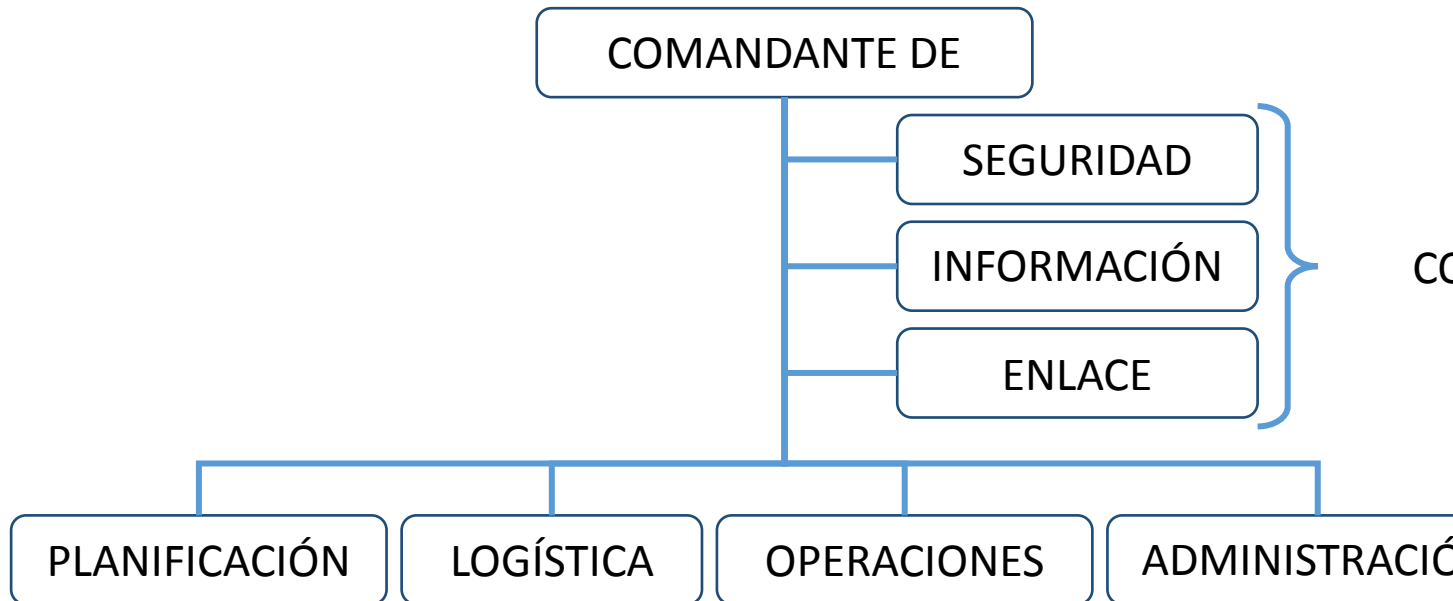 COMANDANTE DE
SEGURIDAD
INFORMACIÓN
ENLACE
PLANIFICACIÓN
LOGÍSTICA
OPERACIONES